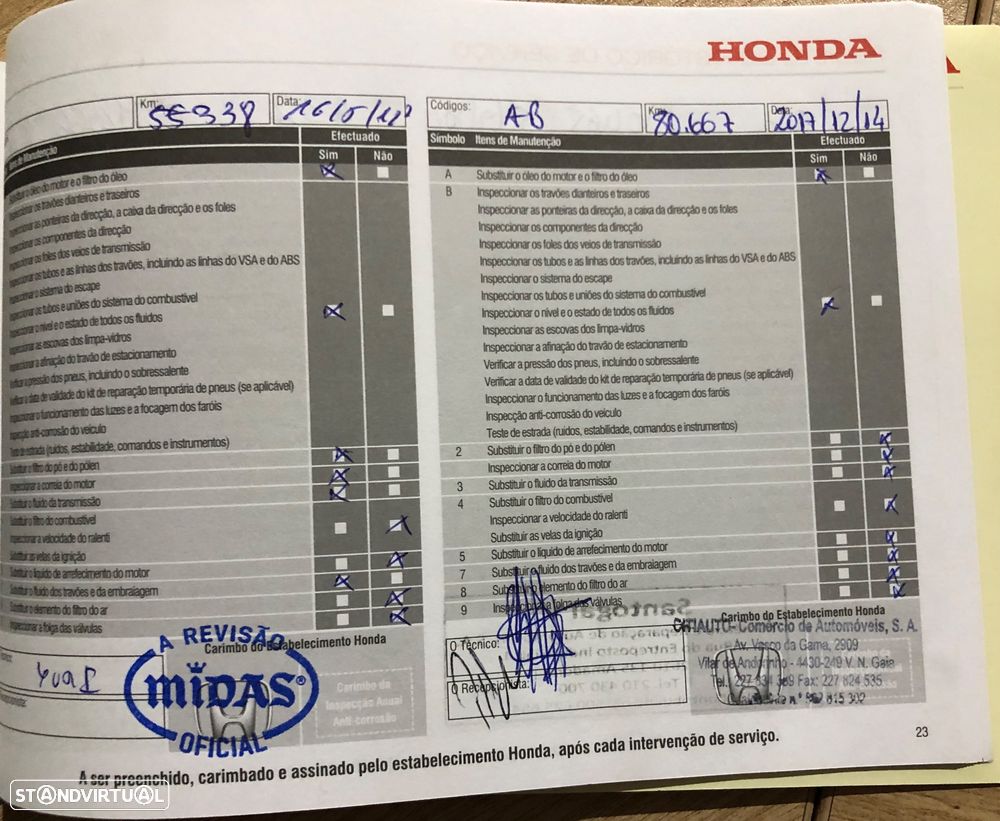 HONDA
Km: 55338 Data:
Efectuado
Sim Não
Itens de Manutenção
Substituir o óleo do motor e o filtro do óleo
Inspeccionar os travões dianteiros e traseiros
Inspeccionar as ponteiras da direcção, a caixa da direcção e os foles
Inspeccionar os componentes da direcção
Inspeccionar os foles dos veios de transmissão
Inspeccionar os tubos e as linhas dos travões, incluindo as linhas do VSA e do ABS
Inspeccionar o sistema do escape
Inspeccionar os tubos e uniões do sistema do combustível
Inspeccionar o nível e o estado de todos os fluidos
Inspeccionar as escovas dos limpa-vidros
Inspeccionar a afinação do travão de estacionamento
Verificar a pressão dos pneus, incluindo o sobressalente
Verificar a data de validade do kit de reparação temporária de pneus (se aplicável)
Inspeccionar o funcionamento das luzes e a focagem dos faróis
Inspecção anti-corrosão do veículo
Teste de estrada (ruídos, estabilidade, comandos e instrumentos)
Substituir o filtro do pó e do pólen
Inspeccionar a correia do motor
Substituir o fluido da transmissão
Substituir o filtro do combustível
Inspeccionar a velocidade do ralenti
Substituir as velas da ignição
Substituir o líquido de arrefecimento do motor
Substituir o fluido dos travões e da embraiagem
Substituir o elemento do filtro do ar
Inspeccionar a folga das válvulas
Carimbo do Estabelecimento Honda
A REVISÃO
MIDAS®
OFICIAL
Carimbo da
Inspecção Anual
Anti-corrosão
Códigos: AB Km: 80.667 Data: 2017/12/14
Símbolo Itens de Manutenção Efectuado
Sim Não
A Substituir o óleo do motor e o filtro do óleo
B Inspeccionar os travões dianteiros e traseiros
Inspeccionar as ponteiras da direcção, a caixa da direcção e os foles
Inspeccionar os componentes da direcção
Inspeccionar os foles dos veios de transmissão
Inspeccionar os tubos e as linhas dos travões, incluindo as linhas do VSA e do ABS
Inspeccionar o sistema do escape
Inspeccionar os tubos e uniões do sistema do combustível
Inspeccionar o nível e o estado de todos os fluidos
Inspeccionar as escovas dos limpa-vidros
Inspeccionar a afinação do travão de estacionamento
Verificar a pressão dos pneus, incluindo o sobressalente
Verificar a data de validade do kit de reparação temporária de pneus (se aplicável)
Inspeccionar o funcionamento das luzes e a focagem dos faróis
Inspecção anti-corrosão do veículo
Teste de estrada (ruídos, estabilidade, comandos e instrumentos)
2 Substituir o filtro do pó e do pólen
Inspeccionar a correia do motor
3 Substituir o fluido da transmissão
4 Substituir o filtro do combustível
Inspeccionar a velocidade do ralenti
Substituir as velas da ignição
5 Substituir o líquido de arrefecimento do motor
7 Substituir o fluido dos travões e da embraiagem
8 Substituir o elemento do filtro do ar
9 Inspeccionar a folga das válvulas
O Técnico:
O Recepcionista:
Carimbo do Estabelecimento Honda
CITIAUTO-Comércio de Automóveis, S. A.
Av. Vasco da Gama, 2909
Vilar de Andorinho - 4430-249 V. N. Gaia
Fax: 227 824 535
A ser preenchido, carimbado e assinado pelo estabelecimento Honda, após cada intervenção de serviço.
23
STANDVIRTUAL